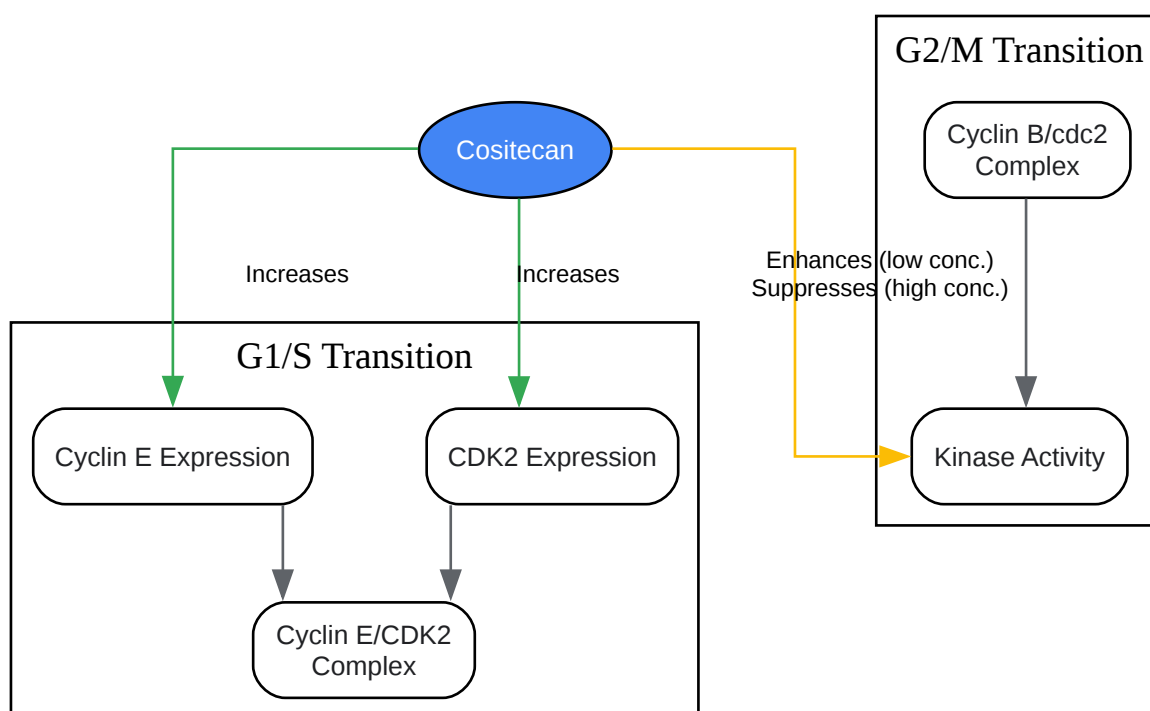 G2/M Transition
Cositecan
Cyclin B/cdc2
Complex
Increases
Increases
Enhances (low conc.)
Suppresses (high conc.)
G1/S Transition
Cyclin E Expression
CDK2 Expression
Kinase Activity
Cyclin E/CDK2
Complex